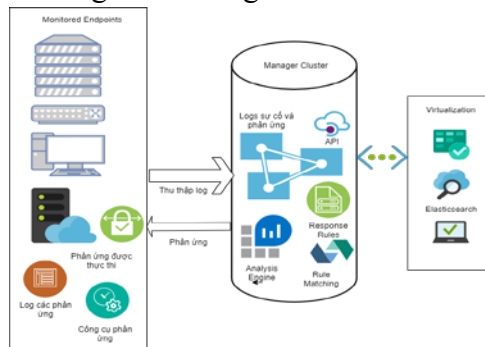 Monitored Endpoints
Phản ứng được
thực thi
Log các phản
ứng
Công cụ phản
ứng
Thu thập log
Phản ứng
Manager Cluster
Logs sự cố và
phản ứng
API
Response
Rules
Analysis
Engine
Rule
Matching
Virtualization
Elasticsearch